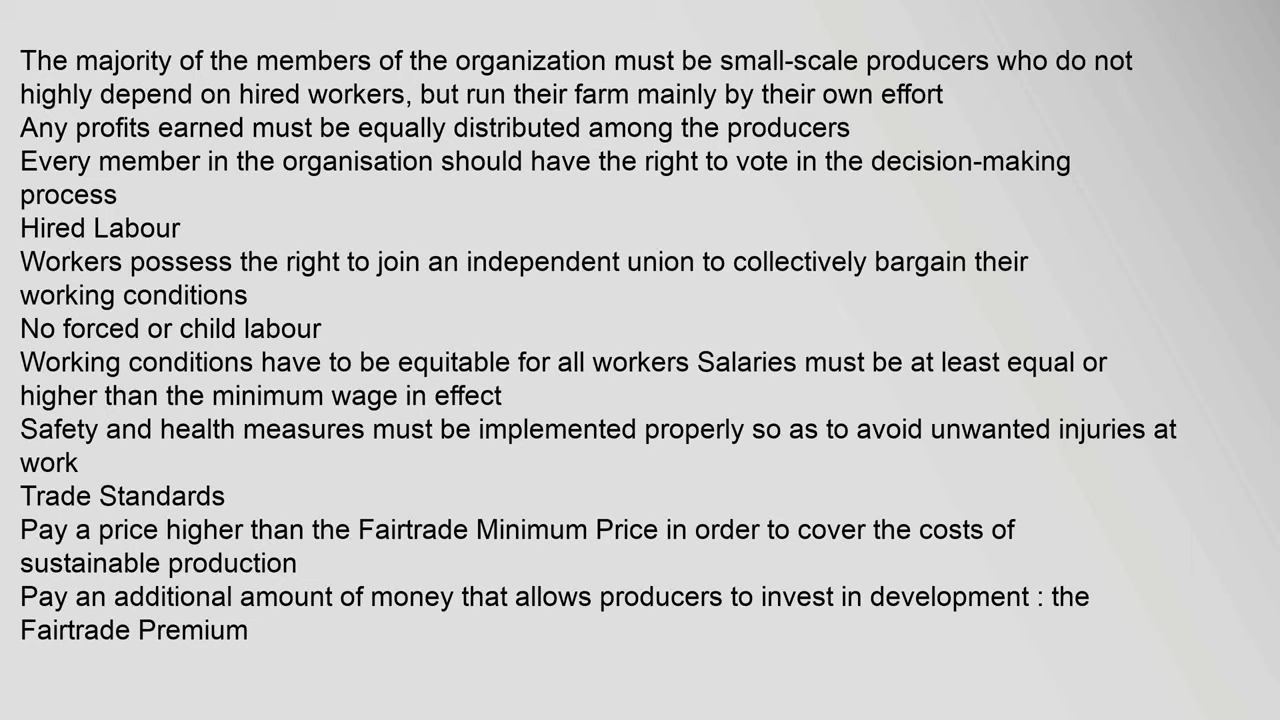 The majority of the members of the organization must be small-scale producers who do not
highly depend on hired workers, but run their farm mainly by their own effort
Any profits earned must be equally distributed among the producers
Every member in the organisation should have the right to vote in the decision-making
process
Hired Labour
Workers possess the right to join an independent union to collectively bargain their
working conditions
No forced or child labour
Working conditions have to be equitable for all workers Salaries must be at least equal or
higher than the minimum wage in effect
Safety and health measures must be implemented properly so as to avoid unwanted injuries at
work
Trade Standards
Pay a price higher than the Fairtrade Minimum Price in order to cover the costs of
sustainable production
Pay an additional amount of money that allows producers to invest in development : the
Fairtrade Premium